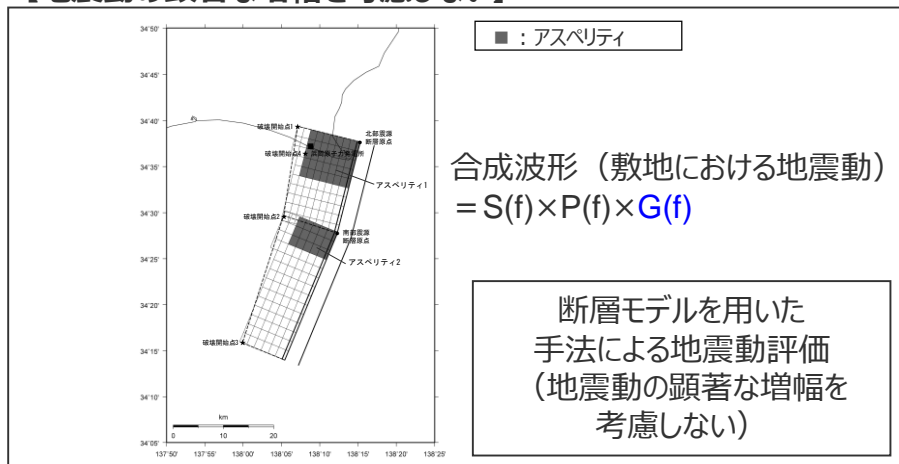 【地震動の顕著な増幅を考慮しない】
■：アスペリティ
34˚50'
34˚45'
34˚40'
34˚35'
34˚30'
34˚25'
34˚20'
34˚15'
34˚10'
34˚05'
破壊開始点1
北部震源
断層原点
破壊開始点4
浜岡原子力発電所
アスペリティ1
破壊開始点2
南部震源
断層原点
アスペリティ2
破壊開始点3
km
0 10 20
137˚50' 137˚55' 138˚00' 138˚05' 138˚10' 138˚15' 138˚20' 138˚25'
合成波形（敷地における地震動）
＝S(f)×P(f)×G(f)
断層モデルを用いた
手法による地震動評価
（地震動の顕著な増幅を
考慮しない）